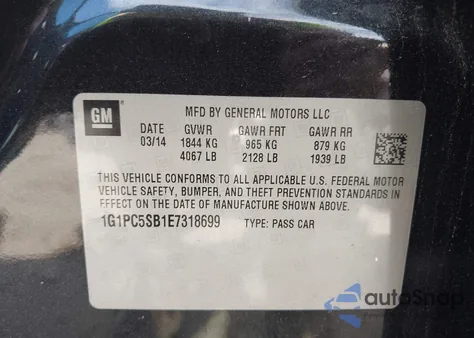 GM
MFD BY GENERAL MOTORS LLC
DATE GVWR GAWR FRT GAWR RR
03/14 1844 KG 965 KG 879 KG
4067 LB 2128 LB 1939 LB
THIS VEHICLE CONFORMS TO ALL APPLICABLE U.S. FEDERAL MOTOR
VEHICLE SAFETY, BUMPER, AND THEFT PREVENTION STANDARDS IN
EFFECT ON THE DATE OF MANUFACTURE SHOWN ABOVE.
1G1PC5SB1E7318699 TYPE: PASS CAR
autoSnap